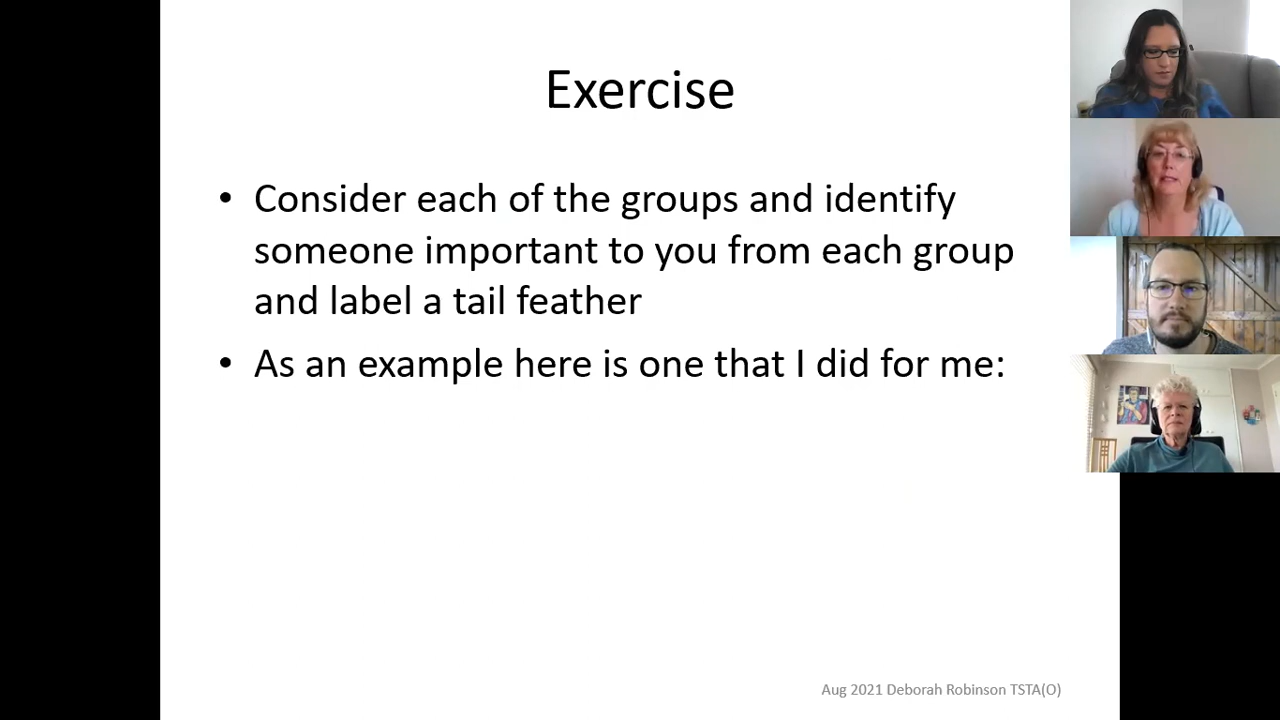 Exercise
• Consider each of the groups and identify
someone important to you from each group
and label a tail feather
• As an example here is one that I did for me:
Aug 2021 Deborah Robinson TSTA(O)